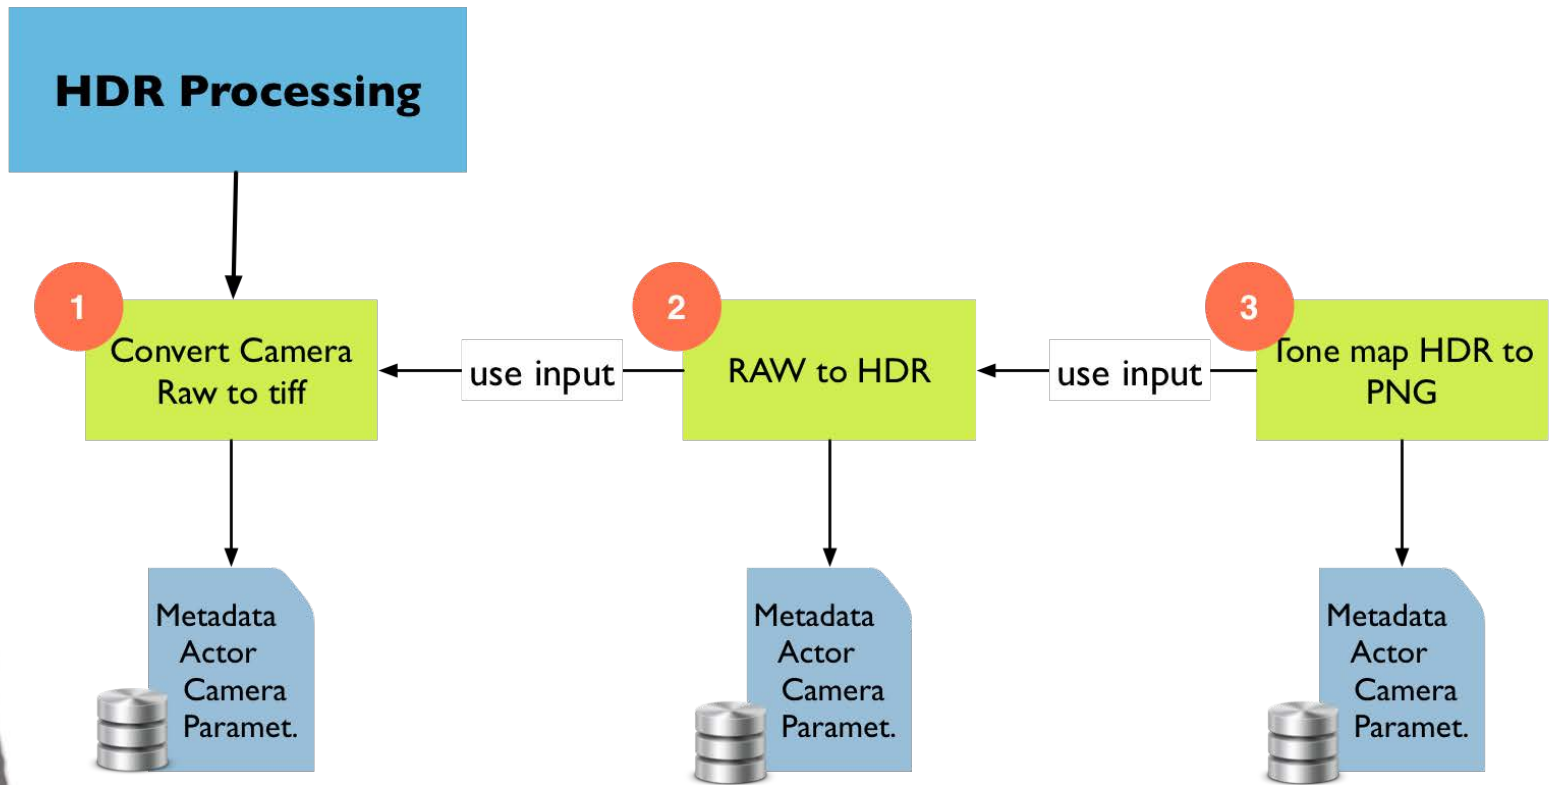 HDR Processing
1
Convert Camera
Raw to tiff
use input
2
RAW to HDR
use input
3
Tone map HDR to
PNG
Metadata
Actor
Camera
Paramet.
Metadata
Actor
Camera
Paramet.
Metadata
Actor
Camera
Paramet.